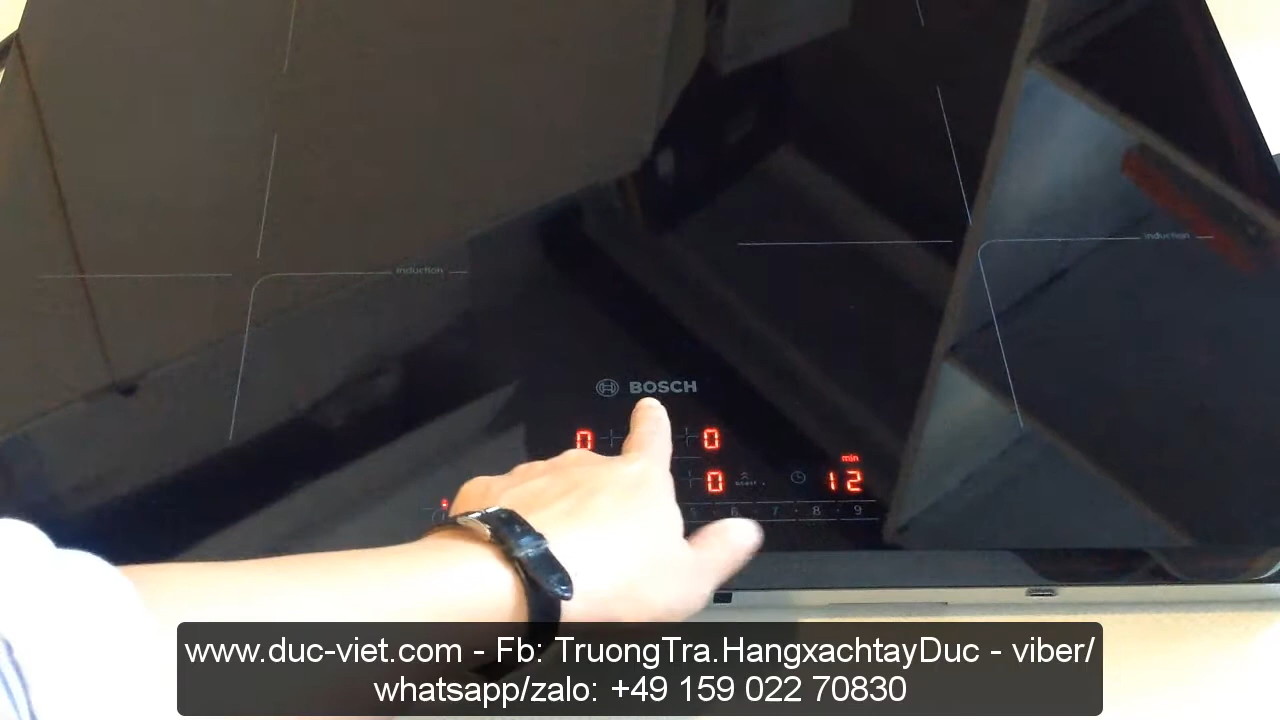 induction
induction
BOSCH
0 0
min
0 boost 12
5 6 7 8 9
www.duc-viet.com - Fb: TruongTra.HangxachtayDuc - viber/
whatsapp/zalo: +49 159 022 70830